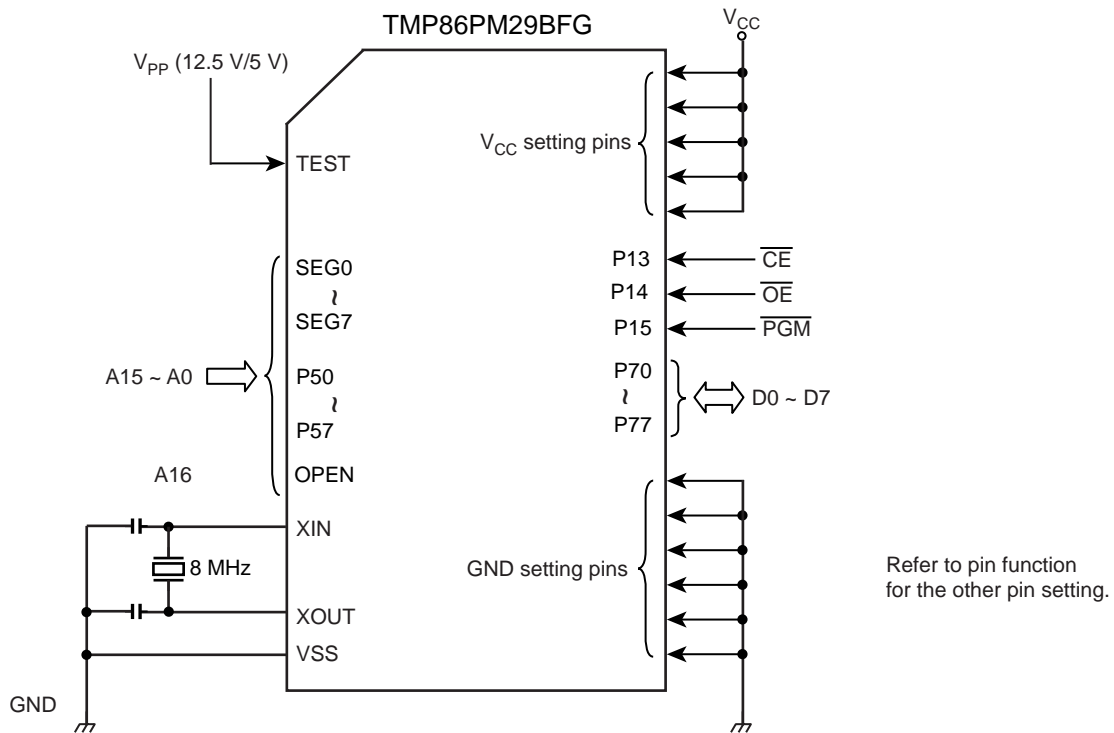 TMP86PM29BFG
VCC
VPP (12.5 V/5 V)
VCC setting pins
TEST
SEG0
~
SEG7
A15 ~ A0
P50
~
P57
A16
OPEN
XIN
8 MHz
XOUT
VSS
GND
P13
CE
P14
OE
P15
PGM
P70
~
P77
D0 ~ D7
GND setting pins
Refer to pin function
for the other pin setting.